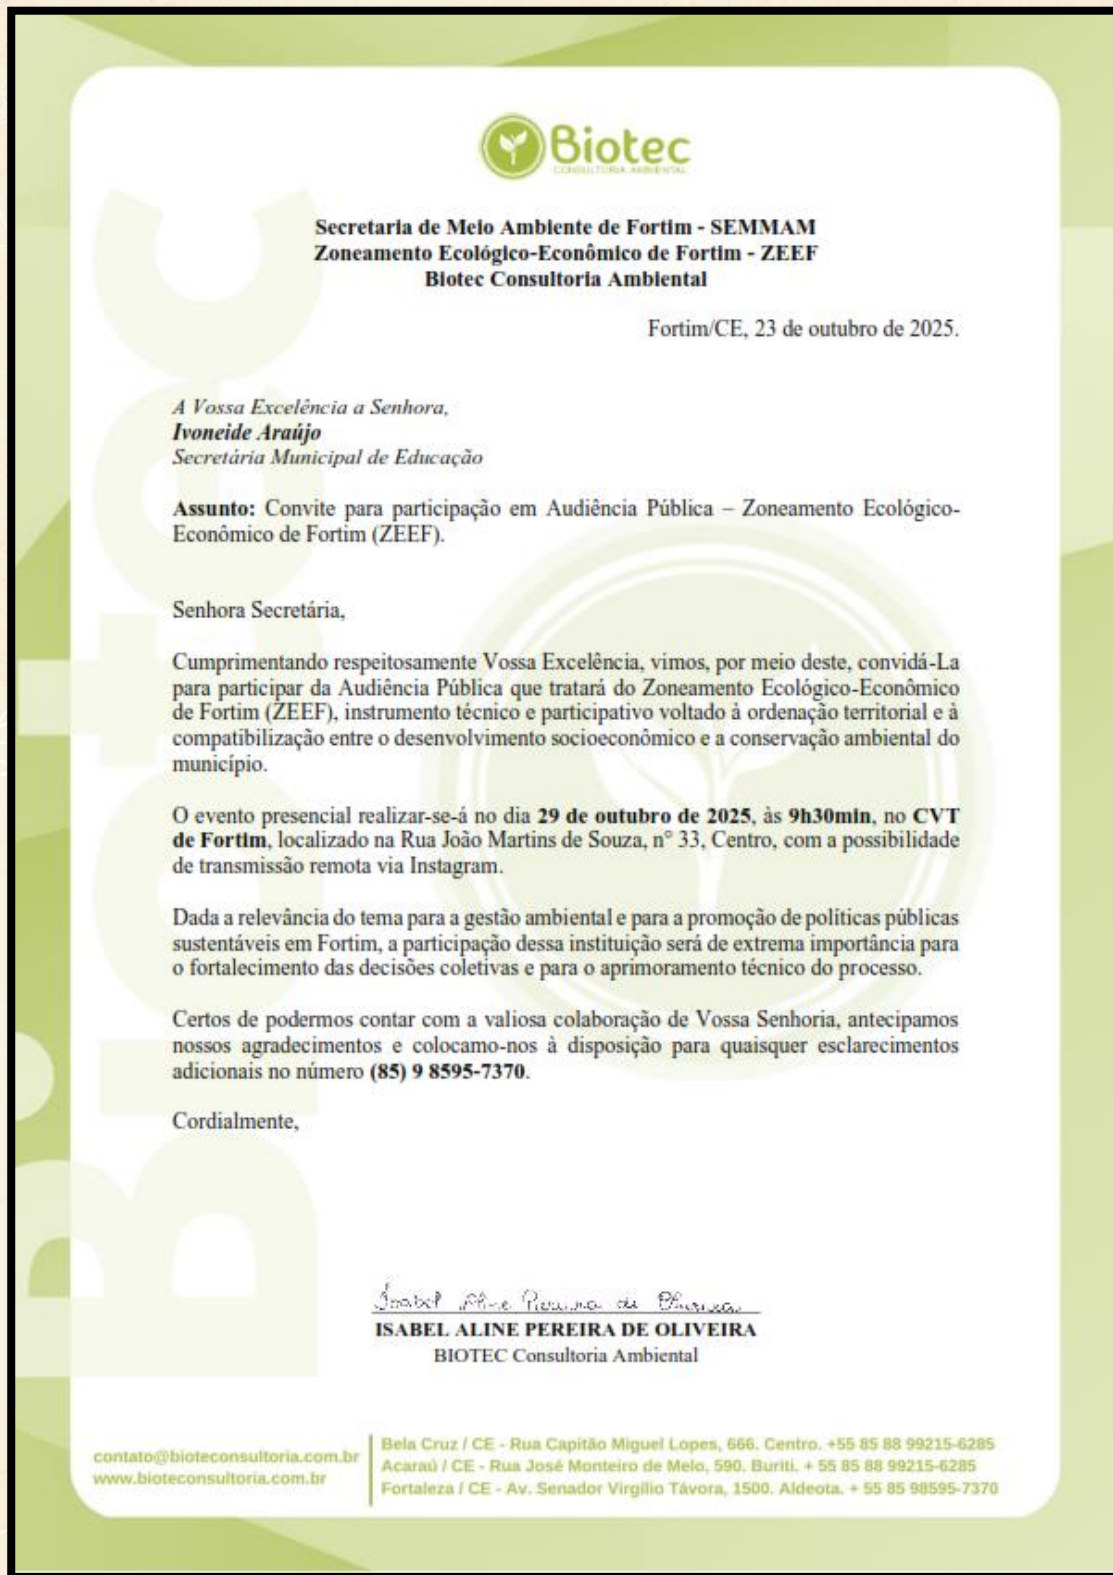 Biotec
CONSULTORIA AMBIENTAL
Secretaria de Meio Ambiente de Fortim - SEMMAM
Zoneamento Ecológico-Econômico de Fortim - ZEEF
Biotec Consultoria Ambiental
Fortim/CE, 23 de outubro de 2025.
A Vossa Excelência a Senhora,
Ivoneide Araújo
Secretária Municipal de Educação
Assunto: Convite para participação em Audiência Pública – Zoneamento Ecológico-
Econômico de Fortim (ZEEF).
Senhora Secretária,
Cumprimentando respeitosamente Vossa Excelência, vimos, por meio deste, convidá-La
para participar da Audiência Pública que tratará do Zoneamento Ecológico-Econômico
de Fortim (ZEEF), instrumento técnico e participativo voltado à ordenação territorial e à
compatibilização entre o desenvolvimento socioeconômico e a conservação ambiental do
município.
O evento presencial realizar-se-á no dia 29 de outubro de 2025, às 9h30min, no CVT
de Fortim, localizado na Rua João Martins de Souza, n° 33, Centro, com a possibilidade
de transmissão remota via Instagram.
Dada a relevância do tema para a gestão ambiental e para a promoção de políticas públicas
sustentáveis em Fortim, a participação dessa instituição será de extrema importância para
o fortalecimento das decisões coletivas e para o aprimoramento técnico do processo.
Certos de podermos contar com a valiosa colaboração de Vossa Senhoria, antecipamos
nossos agradecimentos e colocamo-nos à disposição para quaisquer esclarecimentos
adicionais no número (85) 9 8595-7370.
Cordialmente,
Isabel Aline Pereira de Oliveira
ISABEL ALINE PEREIRA DE OLIVEIRA
BIOTEC Consultoria Ambiental
contato@bioteconsultoria.com.br
www.bioteconsultoria.com.br
Bela Cruz / CE - Rua Capitão Miguel Lopes, 666. Centro. +55 85 88 99215-6285
Acaraú / CE - Rua José Monteiro de Melo, 590. Buriti. + 55 85 88 99215-6285
Fortaleza / CE - Av. Senador Virgílio Távora, 1500. Aldeota. + 55 85 98595-7370
Biotec